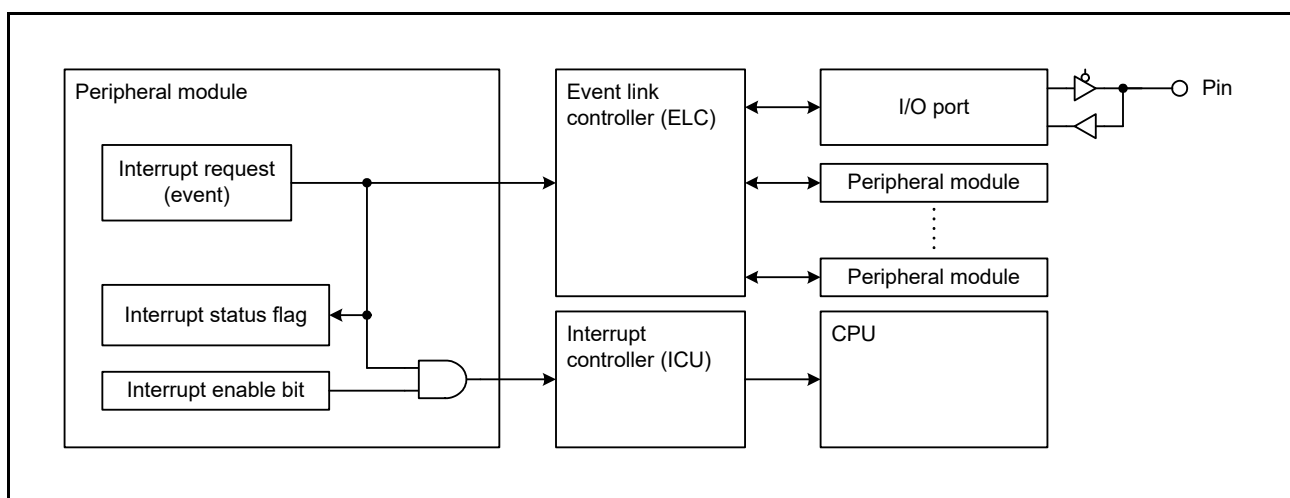 Peripheral module
Interrupt request
(event)
Interrupt status flag
Interrupt enable bit
Event link
controller (ELC)
Interrupt
controller (ICU)
I/O port
Pin
Peripheral module
Peripheral module
CPU